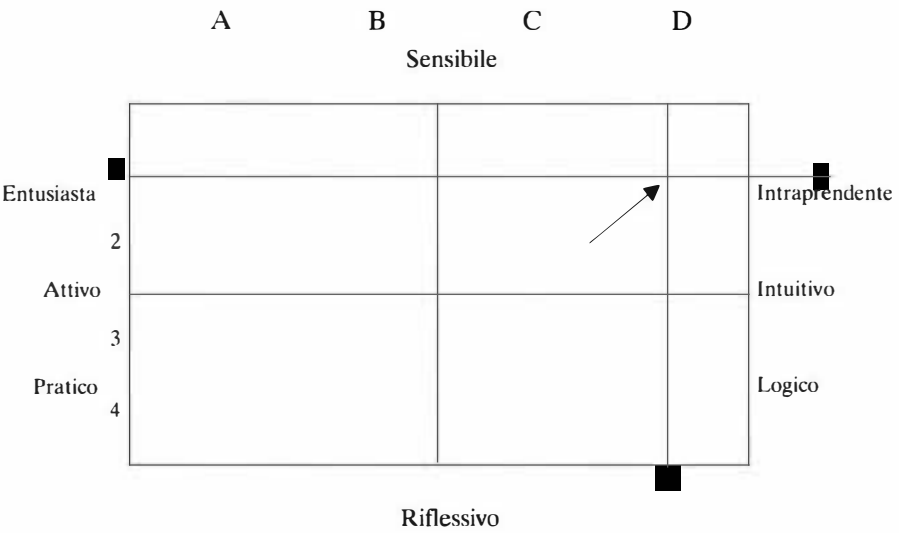 A B C D
Sensibile
Entusiasta Intraprendente
2
Attivo Intuitivo
3
Pratico Logico
4
Riflessivo